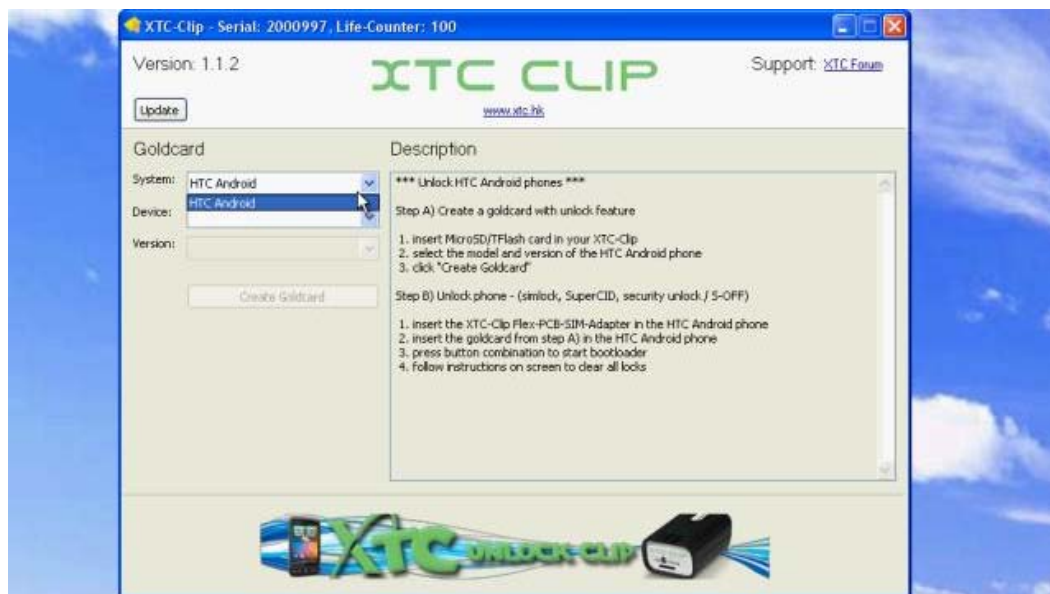 XTC-Clip - Serial: 2000997, Life-Counter: 100
Version: 1.1.2
XTC CLIP
Support: XTC Forum
Update
www.xtc.hk
Goldcard
Description
System:
HTC Android
HTC Android
Device:
Version:
Create Goldcard
*** Unlock HTC Android phones ***
Step A) Create a goldcard with unlock feature
1. insert MicroSD/TFlash card in your XTC-Clip
2. select the model and version of the HTC Android phone
3. click "Create Goldcard"
Step B) Unlock phone - (simlock, SuperCID, security unlock / S-OFF)
1. insert the XTC-Clip Flex-PCB-SIM-Adapter in the HTC Android phone
2. insert the goldcard from step A) in the HTC Android phone
3. press button combination to start bootloader
4. follow instructions on screen to clear all locks
XTC UNLOCK CLIP